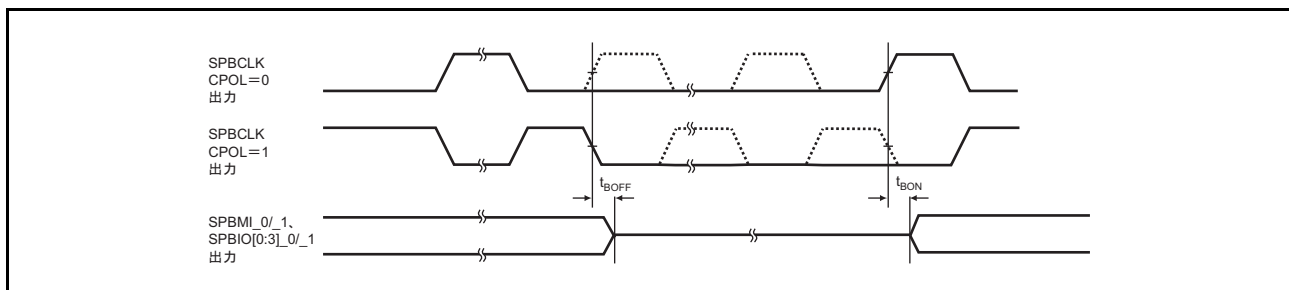 SPBCLK
CPOL=0
出力
SPBCLK
CPOL=1
出力
tBOFF
tBON
SPBMI_0/_1、
SPBIO[0:3]_0/_1
出力